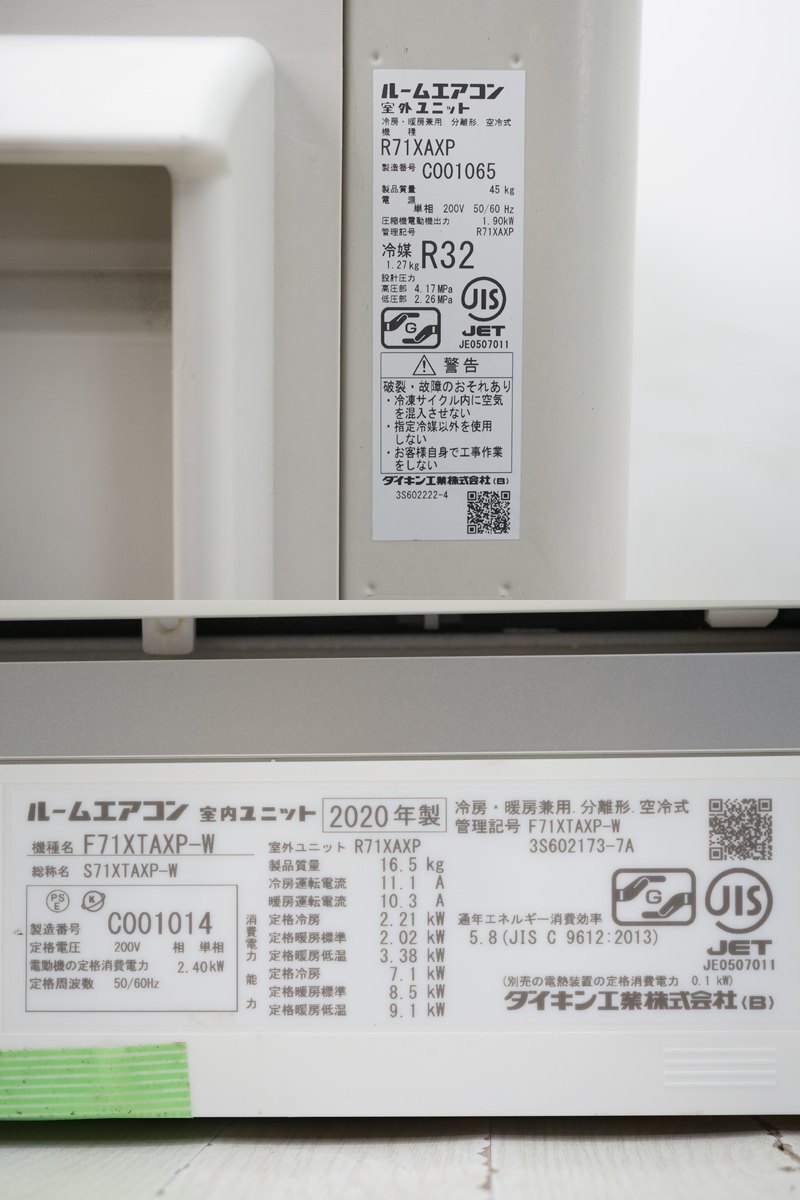 ルームエアコン
室外ユニット
冷房・暖房兼用. 分離形. 空冷式
機 種
R71XAXP
製造番号 C001065
製品質量 45 kg
電 源
単相 200V 50/60 Hz
圧縮機電動機出力 1.90kW
管理記号 R71XAXP
冷媒 R32
1.27kg
設計圧力
高圧部 4.17MPa
低圧部 2.26MPa
G
JIS
JET
JE0507011
警告
破裂・故障のおそれあり
・冷凍サイクル内に空気
を混入させない
・指定冷媒以外を使用
しない
・お客様自身で工事作業
をしない
ダイキン工業株式会社(B)
3S602222-4
ルームエアコン 室内ユニット 2020年製
機種名 F71XTAXP-W
総称名 S71XTAXP-W
PS
E
K
製造番号 C001014
定格電圧 200V 相 単相
電動機の定格消費電力 2.40kW
定格周波数 50/60Hz
室外ユニット R71XAXP
製品質量 16.5 kg
冷房運転電流 11.1 A
暖房運転電流 10.3 A
消費電力
定格冷房 2.21 kW
定格暖房標準 2.02 kW
定格暖房低温 3.38 kW
能力
定格冷房 7.1 kW
定格暖房標準 8.5 kW
定格暖房低温 9.1 kW
冷房・暖房兼用. 分離形. 空冷式
管理記号 F71XTAXP-W
3S602173-7A
G
JIS
通年エネルギー消費効率
5.8(JIS C 9612:2013)
JET
JE0507011
(別売の電熱装置の定格消費電力 0.1 kW)
ダイキン工業株式会社(B)